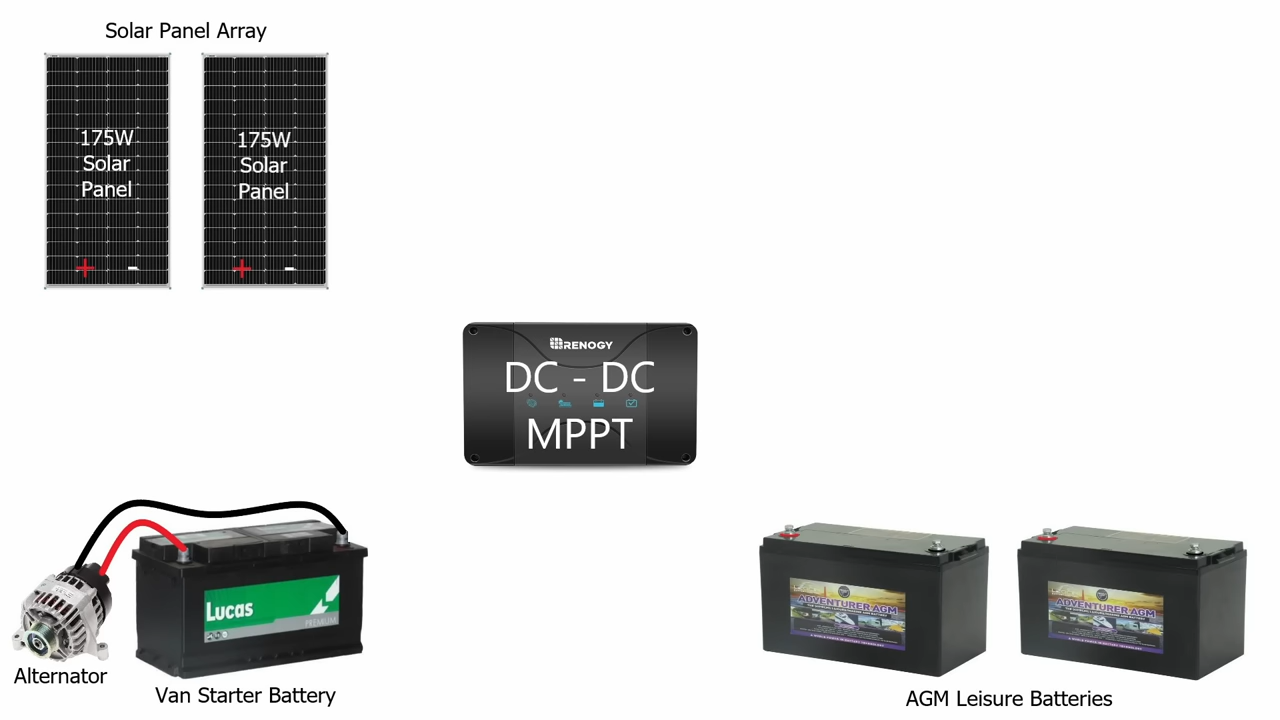 Solar Panel Array
175W
Solar
Panel
175W
Solar
Panel
RENOGY
DC - DC
MPPT
Lucas
PREMIUM
ADVENTURER AGM
ADVENTURER AGM
Alternator
Van Starter Battery
AGM Leisure Batteries